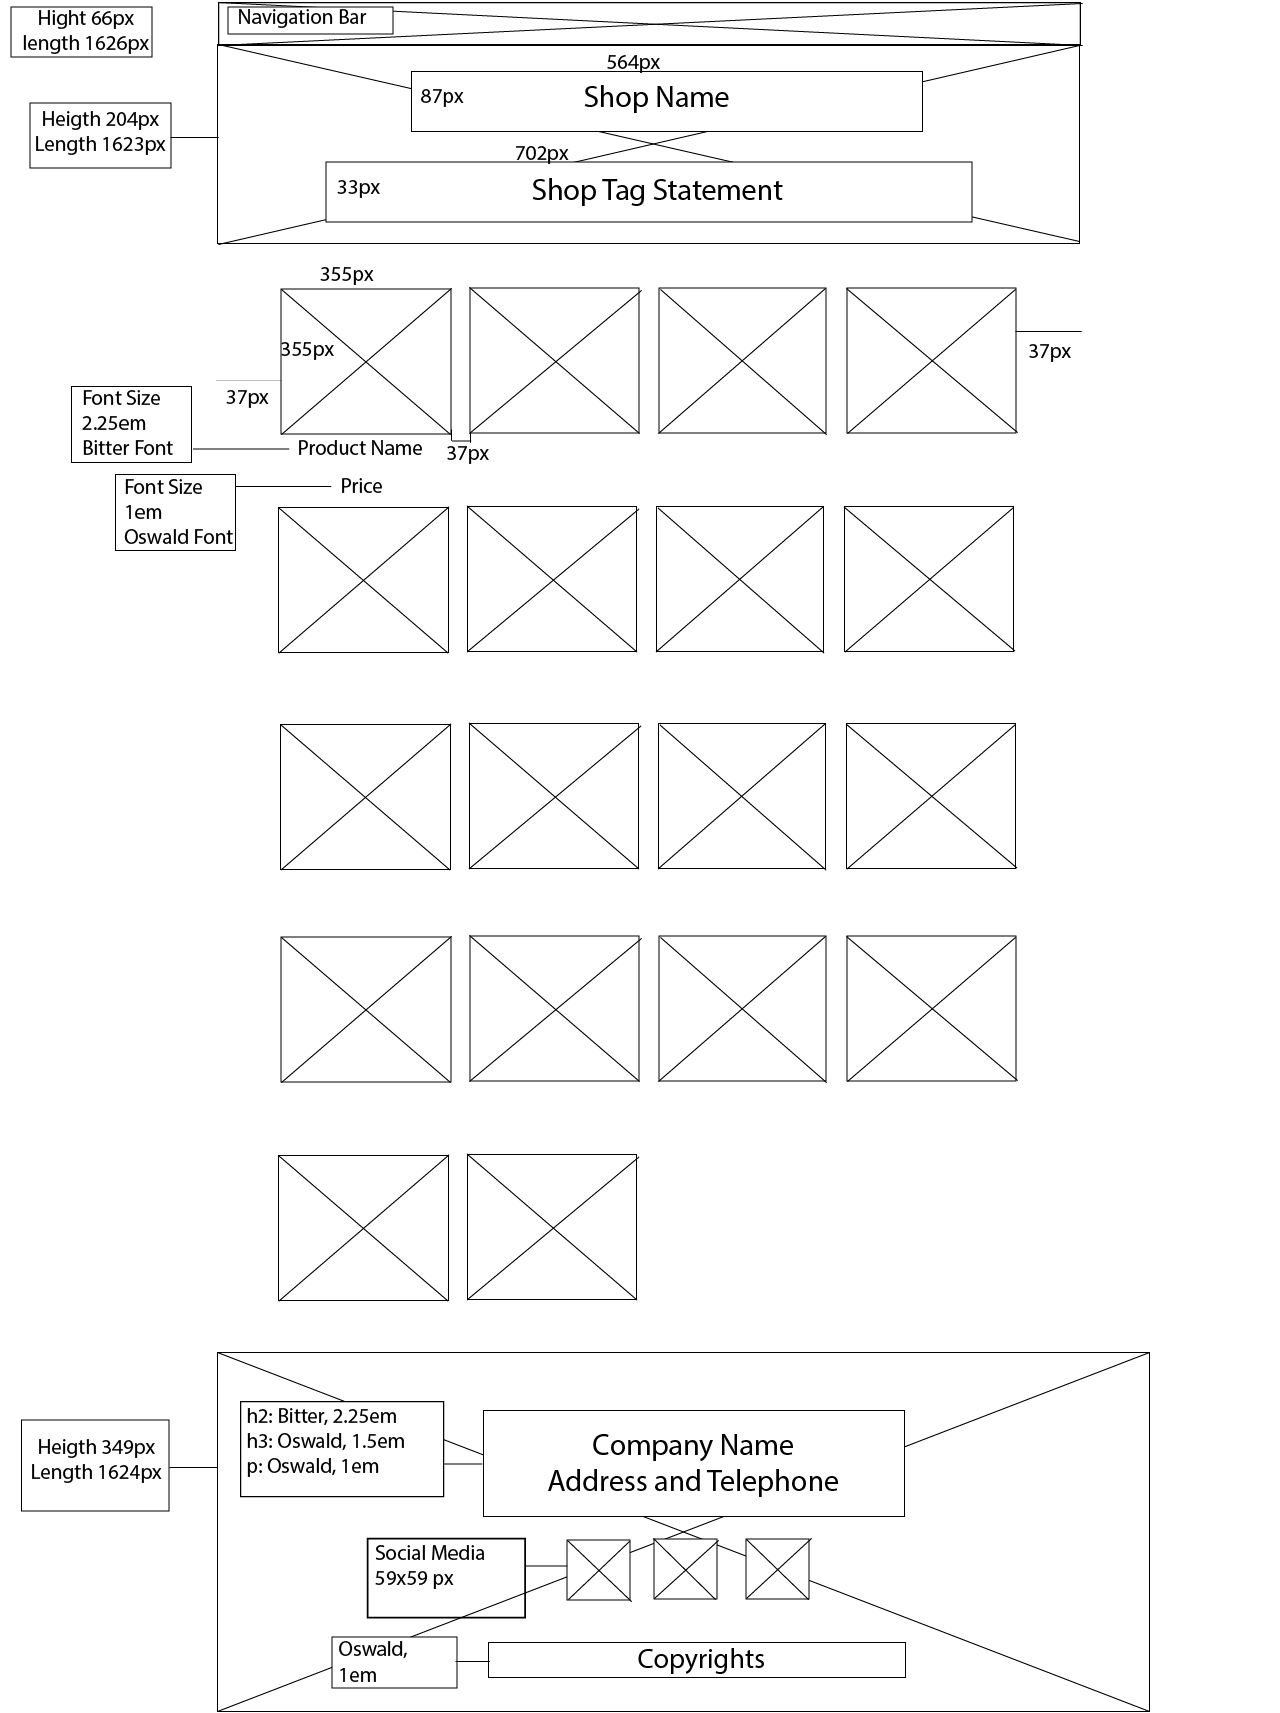 Hight 66px
length 1626px
Navigation Bar
564px
87px
Shop Name
Heigth 204px
Length 1623px
702px
33px
Shop Tag Statement
355px
355px
37px
37px
Font Size
2.25em
Bitter Font
Product Name
37px
Font Size
1em
Oswald Font
Price
h2: Bitter, 2.25em
h3: Oswald, 1.5em
p: Oswald, 1em
Company Name
Address and Telephone
Heigth 349px
Length 1624px
Social Media
59x59 px
Oswald,
1em
Copyrights